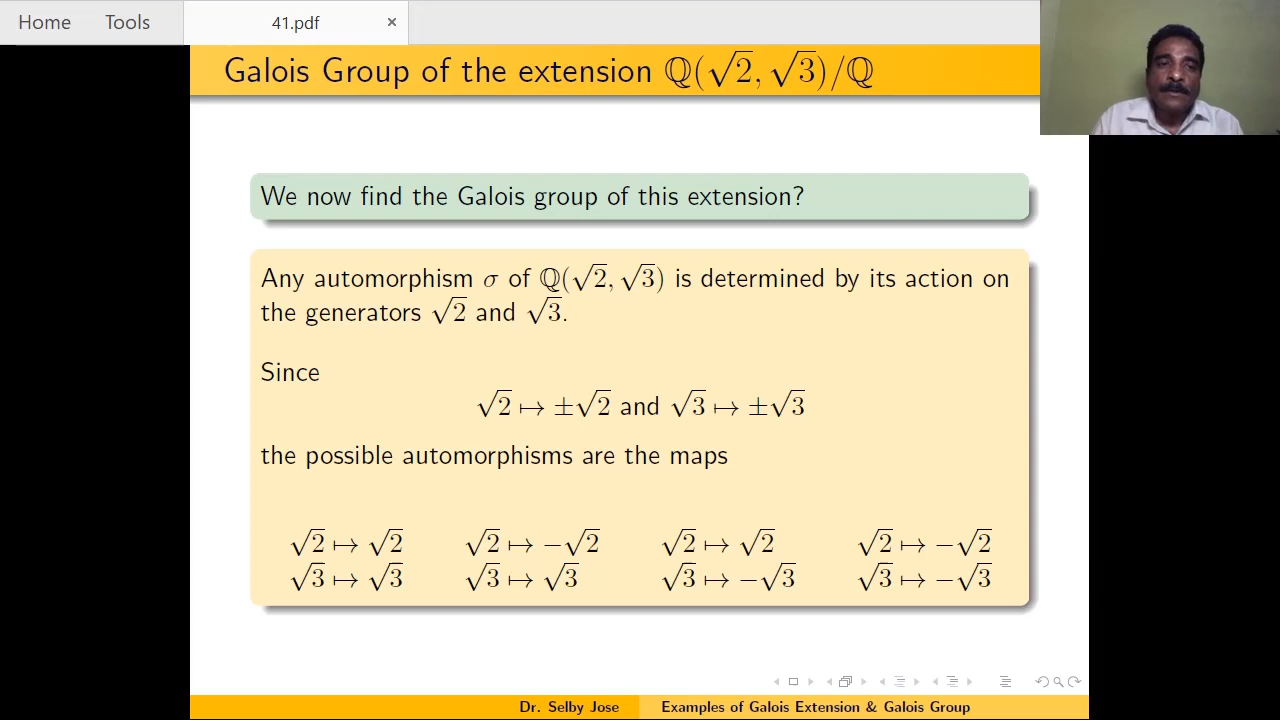 Home Tools 41.pdf ×
Galois Group of the extension ℚ(√2, √3)/ℚ
We now find the Galois group of this extension?
Any automorphism σ of ℚ(√2, √3) is determined by its action on
the generators √2 and √3.
Since
√2 ↦ ±√2 and √3 ↦ ±√3
the possible automorphisms are the maps
√2 ↦ √2 √2 ↦ −√2 √2 ↦ √2 √2 ↦ −√2
√3 ↦ √3 √3 ↦ √3 √3 ↦ −√3 √3 ↦ −√3
Dr. Selby Jose Examples of Galois Extension & Galois Group